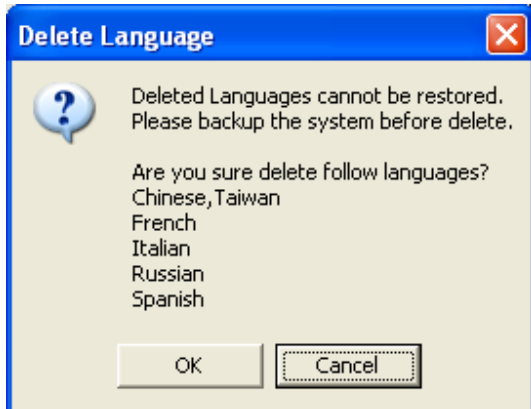 Delete Language
Deleted Languages cannot be restored.
Please backup the system before delete.
Are you sure delete follow languages?
Chinese,Taiwan
French
Italian
Russian
Spanish
OK
Cancel